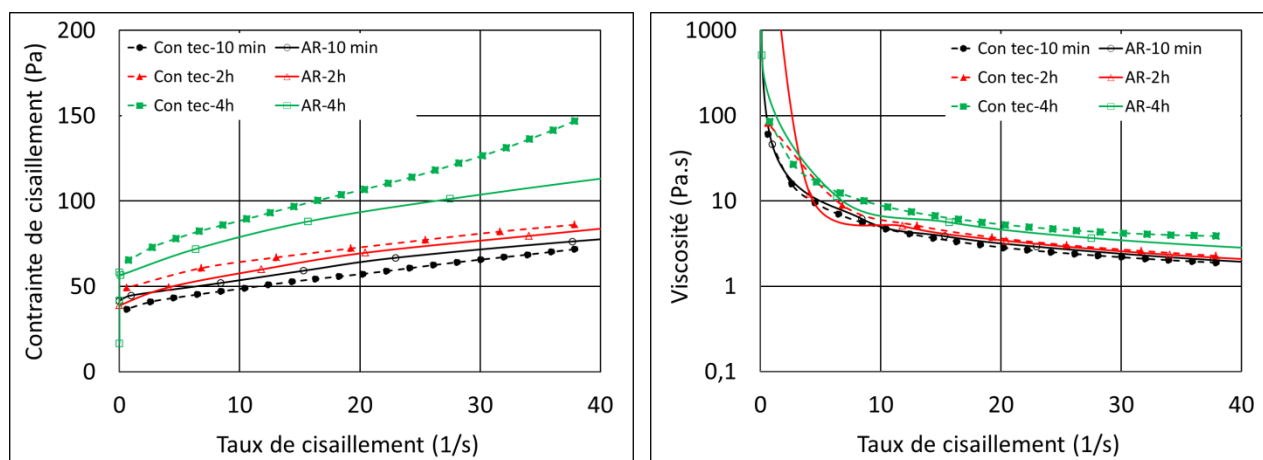 Contrainte de cisaillement (Pa)
200
150
100
50
0
Con tec-10 min
AR-10 min
Con tec-2h
AR-2h
Con tec-4h
AR-4h
0 10 20 30 40
Taux de cisaillement (1/s)
Viscosité (Pa.s)
1000
100
10
1
0,1
Con tec-10 min
AR-10 min
Con tec-2h
AR-2h
Con tec-4h
AR-4h
0 10 20 30 40
Taux de cisaillement (1/s)